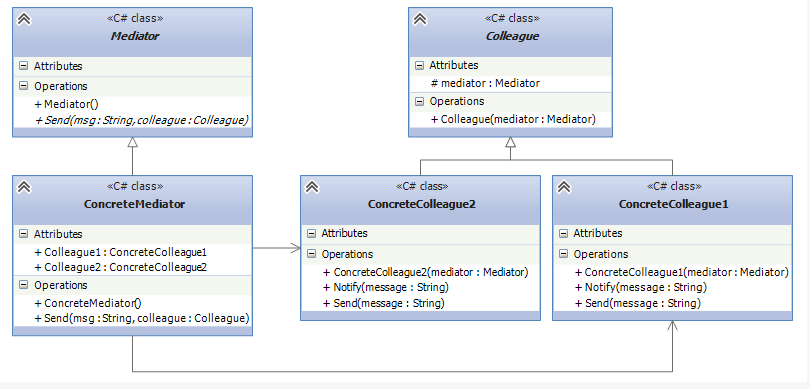 «C# class»
Mediator
Attributes
Operations
+ Mediator()
+ Send(msg : String, colleague : Colleague)
«C# class»
Colleague
Attributes
# mediator : Mediator
Operations
+ Colleague(mediator : Mediator)
«C# class»
ConcreteMediator
Attributes
+ Colleague1 : ConcreteColleague1
+ Colleague2 : ConcreteColleague2
Operations
+ ConcreteMediator()
+ Send(msg : String, colleague : Colleague)
«C# class»
ConcreteColleague2
Attributes
Operations
+ ConcreteColleague2(mediator : Mediator)
+ Notify(message : String)
+ Send(message : String)
«C# class»
ConcreteColleague1
Attributes
Operations
+ ConcreteColleague1(mediator : Mediator)
+ Notify(message : String)
+ Send(message : String)